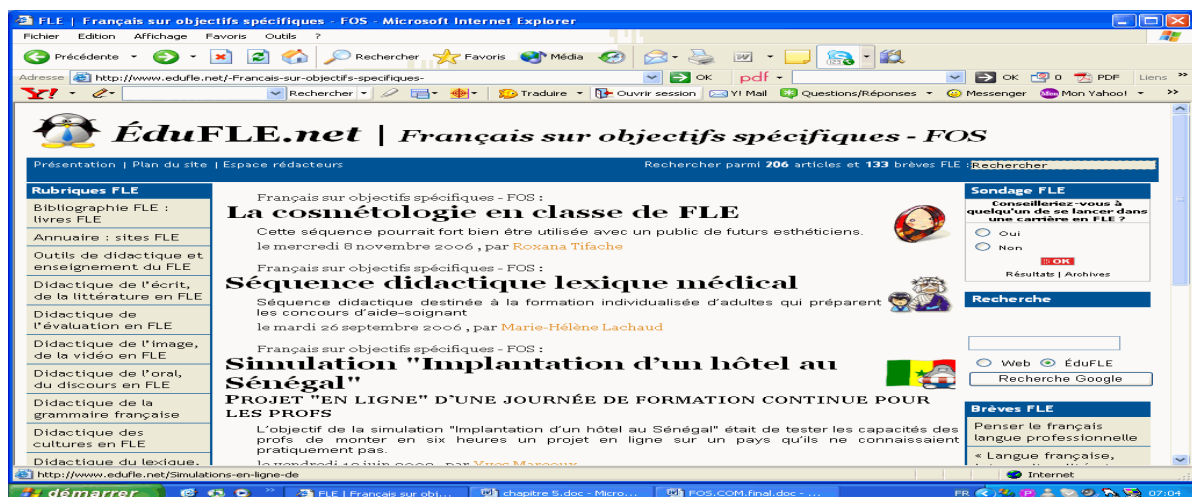 FLE | Français sur objectifs spécifiques - FOS - Microsoft Internet Explorer
Fichier Edition Affichage Favoris Outils ?
Précédente Rechercher Favoris Média
Adresse http://www.edufle.net/-Francais-sur-objectifs-specifiques- OK pdf OK 0 PDF Liens »
Y! Rechercher Traduire Ouvrir session Y! Mail Questions/Réponses Messenger Mon Yahoo! »
ÉduFLE.net | Français sur objectifs spécifiques - FOS
Présentation | Plan du site | Espace rédacteurs
Rechercher parmi 206 articles et 133 brèves FLE : Rechercher
Rubriques FLE
Bibliographie FLE :
livres FLE
Annuaire : sites FLE
Outils de didactique et
enseignement du FLE
Didactique de l'écrit,
de la littérature en FLE
Didactique de
l'évaluation en FLE
Didactique de l'image,
de la vidéo en FLE
Didactique de l'oral,
du discours en FLE
Didactique de la
grammaire française
Didactique des
cultures en FLE
Didactique du lexique,
Français sur objectifs spécifiques - FOS :
La cosmétologie en classe de FLE
Cette séquence pourrait fort bien être utilisée avec un public de futurs esthéticiens.
le mercredi 8 novembre 2006 , par Roxana Tifache
Français sur objectifs spécifiques - FOS :
Séquence didactique lexique médical
Séquence didactique destinée à la formation individualisée d'adultes qui préparent
les concours d'aide-soignant
le mardi 26 septembre 2006 , par Marie-Hélène Lachaud
Français sur objectifs spécifiques - FOS :
Simulation "Implantation d'un hôtel au
Sénégal"
PROJET "EN LIGNE" D'UNE JOURNÉE DE FORMATION CONTINUE POUR
LES PROFS
L'objectif de la simulation "Implantation d'un hôtel au Sénégal" était de tester les capacités des
profs de monter en six heures un projet en ligne sur un pays qu'ils ne connaissaient
pratiquement pas.
Sondage FLE
Conseilleriez-vous à
quelqu'un de se lancer dans
une carrière en FLE ?
Oui
Non
OK
Résultats | Archives
Recherche
Web ÉduFLE
Recherche Google
Brèves FLE
Penser le français
langue professionnelle
« Langue française,
http://www.edufle.net/Simulations-en-ligne-de
Internet
démarrer » FLE | Francais sur obj... chapitre 5.doc - Micro... FOS.COM.final.doc - ... FR 07:04